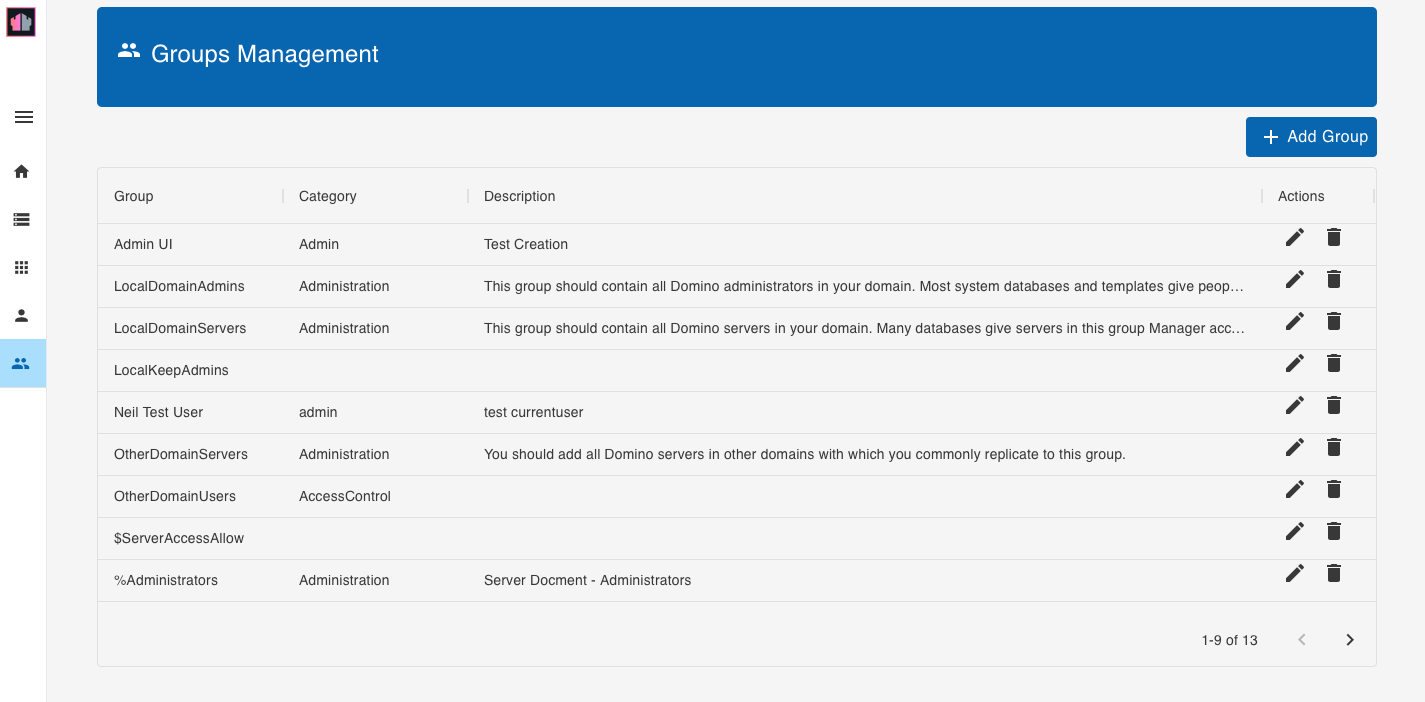 Groups Management
Add Group
Group Category Description Actions
Admin UI Admin Test Creation
LocalDomainAdmins Administration This group should contain all Domino administrators in your domain. Most system databases and templates give peop...
LocalDomainServers Administration This group should contain all Domino servers in your domain. Many databases give servers in this group Manager acc...
LocalKeepAdmins
Neil Test User admin test currentuser
OtherDomainServers Administration You should add all Domino servers in other domains with which you commonly replicate to this group.
OtherDomainUsers AccessControl
$ServerAccessAllow
%Administrators Administration Server Docment - Administrators
1-9 of 13